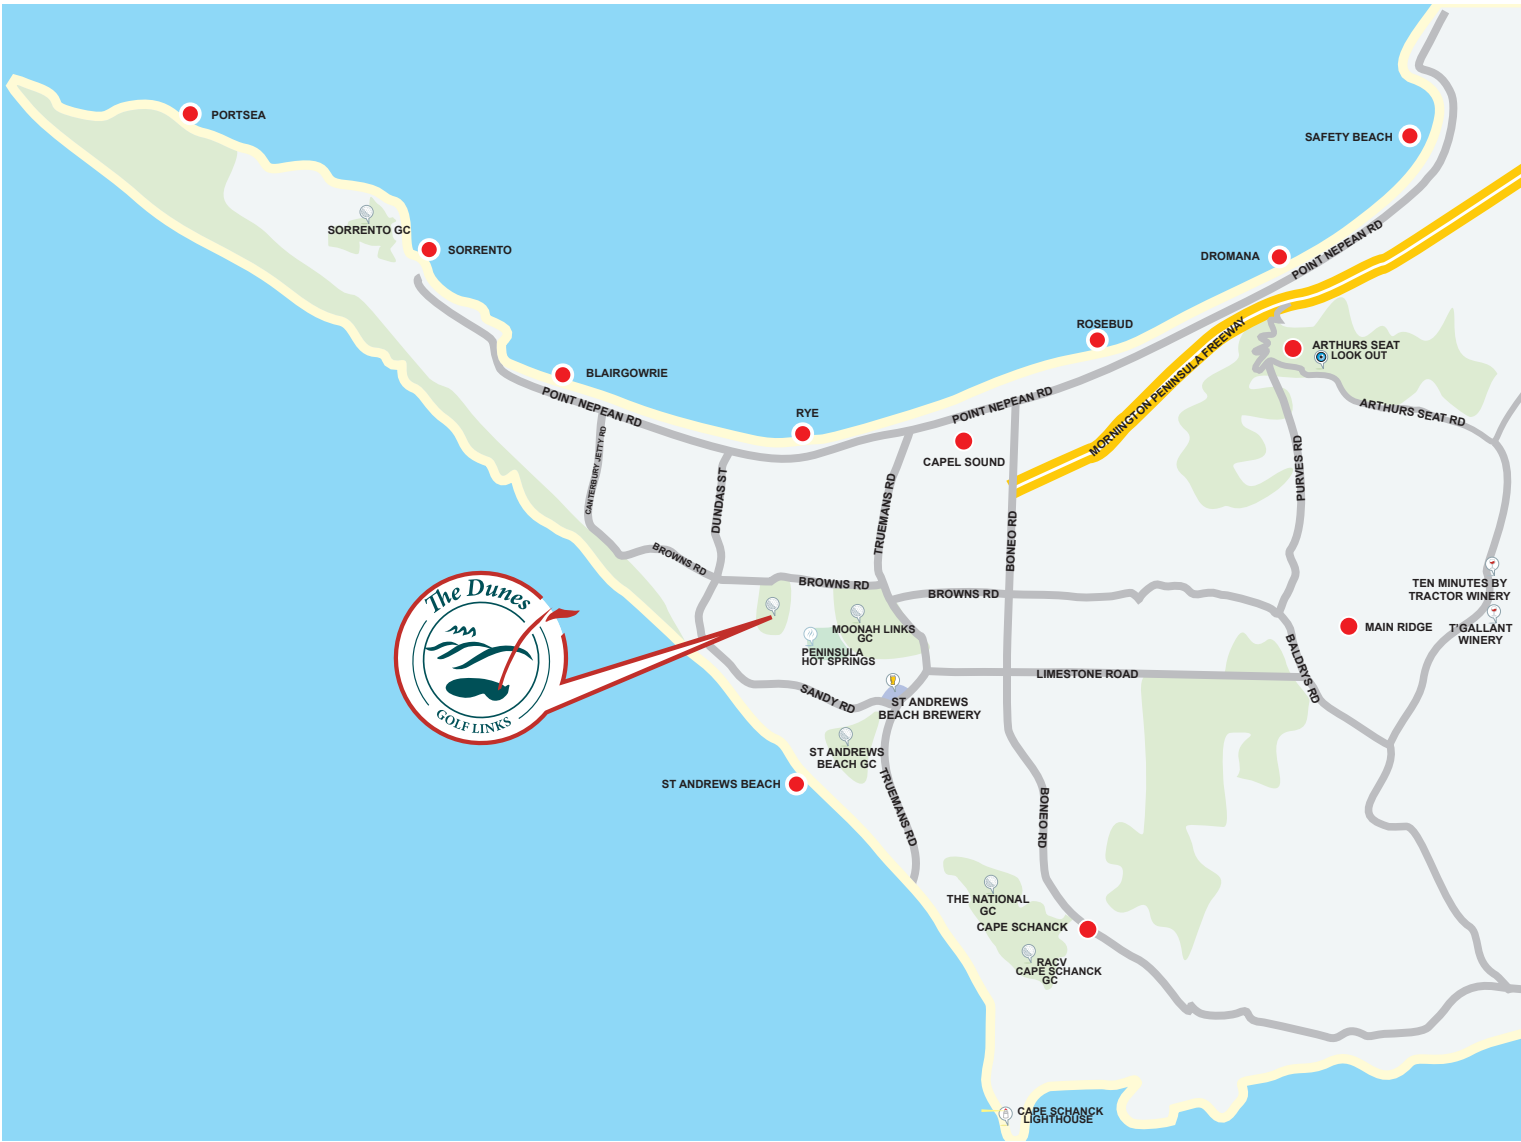 PORTSEA
SAFETY BEACH
SORRENTO GC
SORRENTO
DROMANA
POINT NEPEAN RD
ROSEBUD
MORNINGTON PENINSULA FREEWAY
ARTHURS SEAT
LOOK OUT
BLAIRGOWRIE
POINT NEPEAN RD
RYE
POINT NEPEAN RD
ARTHURS SEAT RD
CAPEL SOUND
CANTERBURY JETTY RD
DUNDAS ST
TRUEMANS RD
BONEO RD
PURVES RD
BROWNS RD
BROWNS RD
BROWNS RD
TEN MINUTES BY
TRACTOR WINERY
The Dunes
GOLF LINKS
MOONAH LINKS
GC
PENINSULA
HOT SPRINGS
MAIN RIDGE
T'GALLANT
WINERY
BALDRYS RD
LIMESTONE ROAD
SANDY RD
ST ANDREWS
BEACH BREWERY
ST ANDREWS
BEACH GC
ST ANDREWS BEACH
TRUEMANS RD
BONEO RD
THE NATIONAL
GC
CAPE SCHANCK
RACV
CAPE SCHANCK
GC
CAPE SCHANCK
LIGHTHOUSE